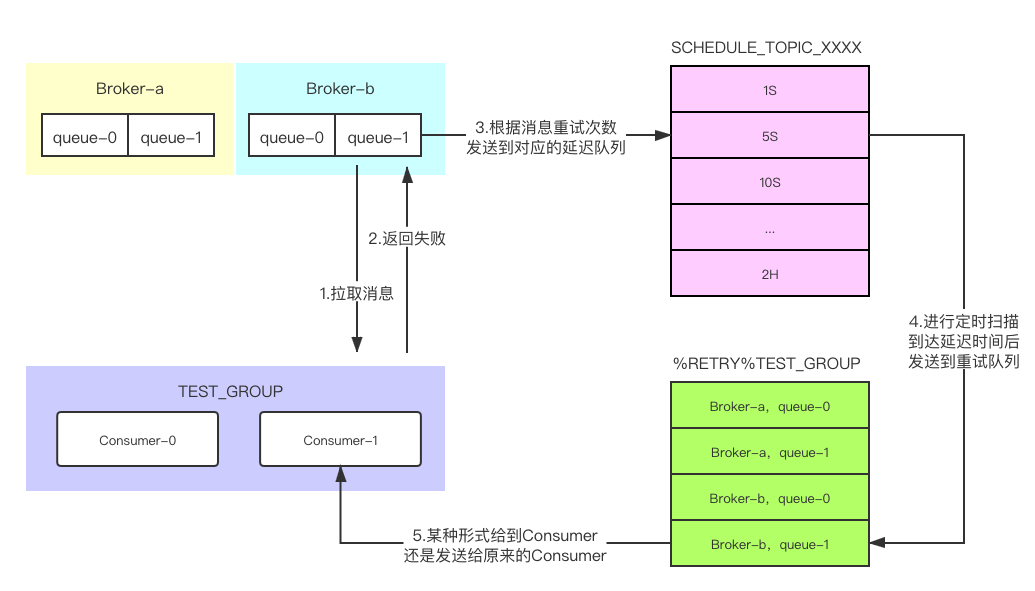 SCHEDULE_TOPIC_XXXX
Broker-a
Broker-b
queue-0
queue-1
queue-0
queue-1
3.根据消息重试次数
发送到对应的延迟队列
1S
5S
10S
...
2H
2.返回失败
1.拉取消息
4.进行定时扫描
到达延迟时间后
发送到重试队列
TEST_GROUP
Consumer-0
Consumer-1
%RETRY%TEST_GROUP
Broker-a，queue-0
Broker-a，queue-1
Broker-b，queue-0
Broker-b，queue-1
5.某种形式给到Consumer
还是发送给原来的Consumer